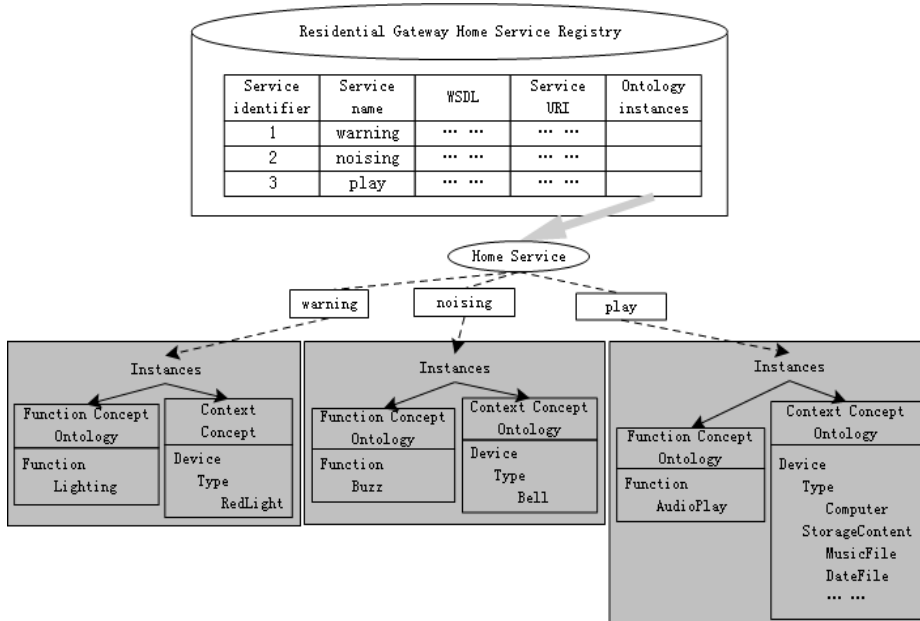 Residential Gateway Home Service Registry
Service identifier
Service name
WSDL
Service URI
Ontology instances
1 warning … … … …
2 noising … … … …
3 play … … … …
Home Service
warning
noising
play
Instances
Function Concept
Ontology
Function
Lighting
Context
Concept
Device
Type
RedLight
Instances
Function Concept
Ontology
Function
Buzz
Context Concept
Ontology
Device
Type
Bell
Instances
Function Concept
Ontology
Function
AudioPlay
Context Concept
Ontology
Device
Type
Computer
StorageContent
MusicFile
DateFile
… …